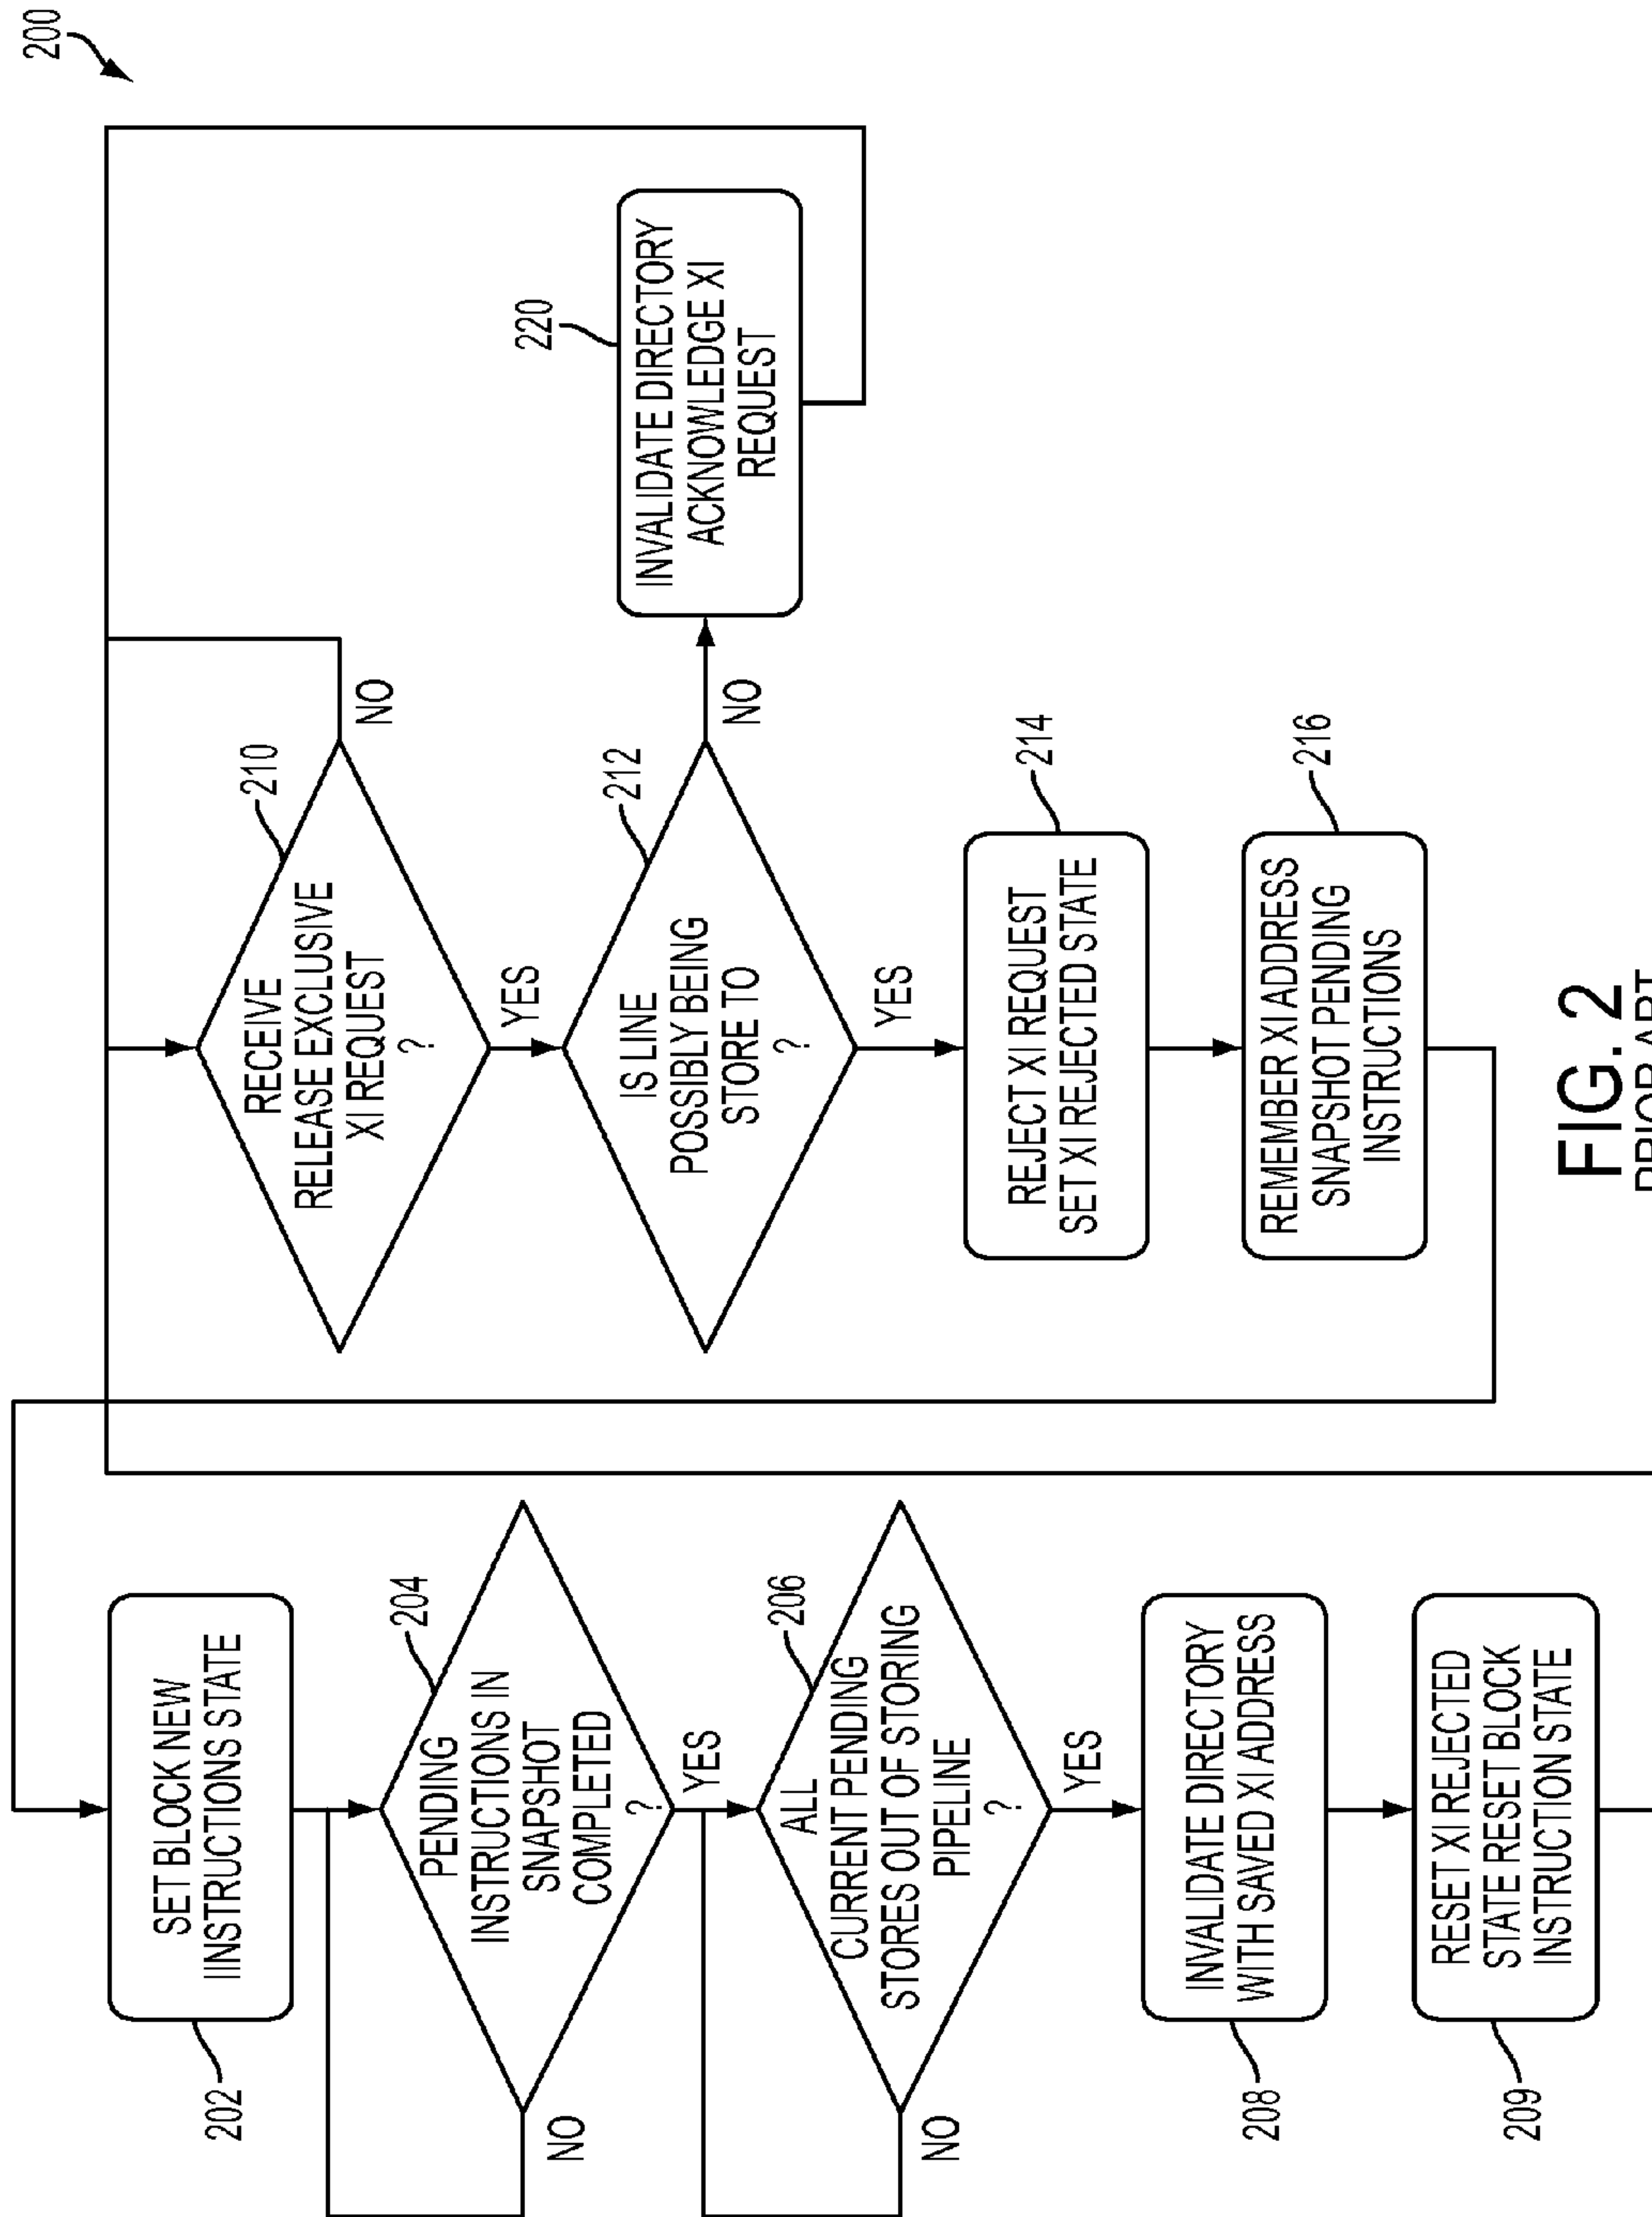 200
RECEIVE
RELEASE EXCLUSIVE
XI REQUEST
?
210
NO
YES
IS LINE
POSSIBLY BEING
STORE TO
?
212
NO
YES
220
INVALIDATE DIRECTORY
ACKNOWLEDGE XI
REQUEST
REJECT XI REQUEST
SET XI REJECTED STATE
214
REMEMBER XI ADDRESS
SNAPSHOT PENDING
INSTRUCTIONS
216
SET BLOCK NEW
IINSTRUCTIONS STATE
202
PENDING
INSTRUCTIONS IN
SNAPSHOT
COMPLETED
?
204
NO
YES
ALL
CURRENT PENDING
STORES OUT OF STORING
PIPELINE
?
206
NO
YES
INVALIDATE DIRECTORY
WITH SAVED XI ADDRESS
208
RESET XI REJECTED
STATE RESET BLOCK
INSTRUCTION STATE
209
FIG. 2
PRIOR ART